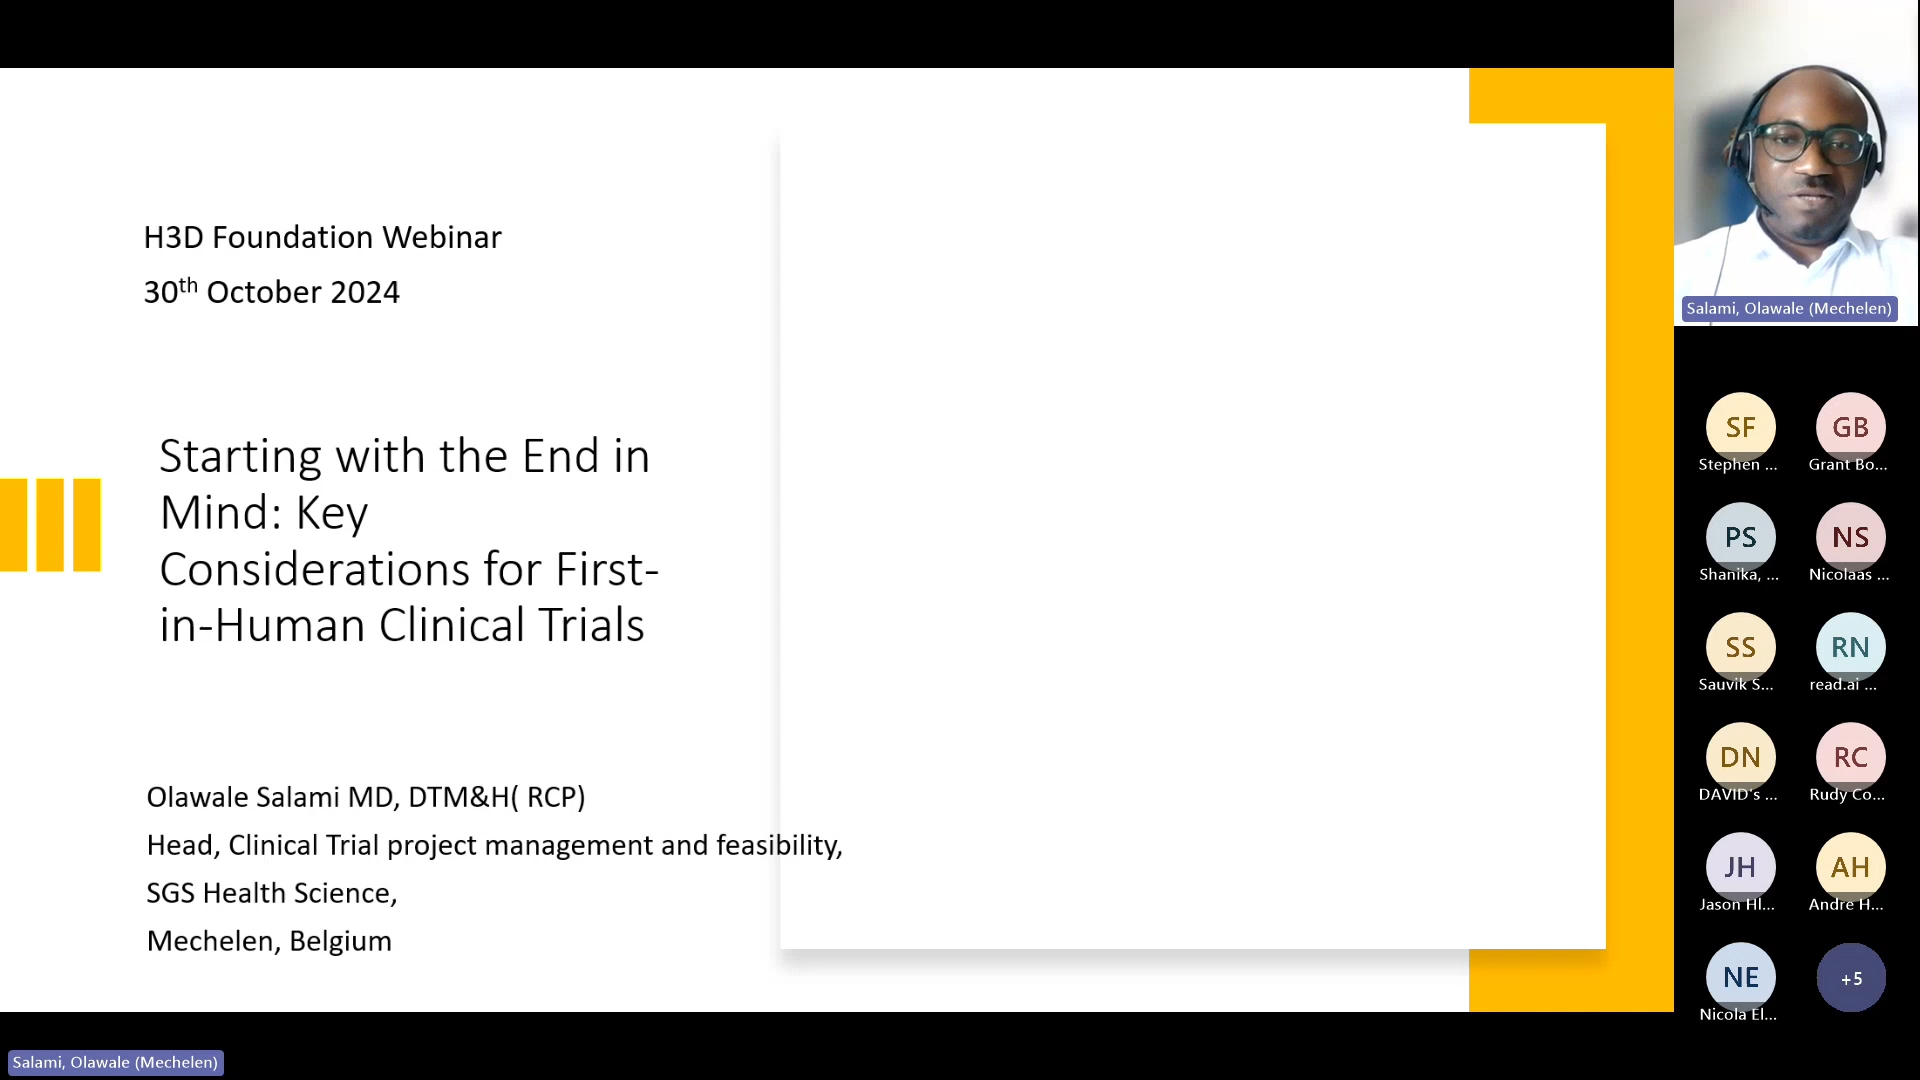 H3D Foundation Webinar
30th October 2024
Starting with the End in
Mind: Key
Considerations for First-
in-Human Clinical Trials
Olawale Salami MD, DTM&H( RCP)
Head, Clinical Trial project management and feasibility,
SGS Health Science,
Mechelen, Belgium
Salami, Olawale (Mechelen)
Salami, Olawale (Mechelen)
SF
GB
Stephen ...
Grant Bo...
PS
NS
Shanika, ...
Nicolaas ...
SS
RN
Sauvik S...
read.ai ...
DN
RC
DAVID's ...
Rudy Co...
JH
AH
Jason Hl...
Andre H...
NE
+5
Nicola El...